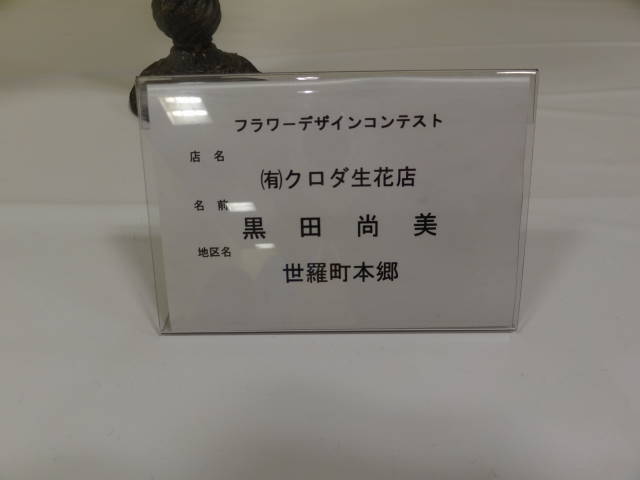 フラワーデザインコンテスト
店名
㈲クロダ生花店
名前
黒田尚美
地区名
世羅町本郷